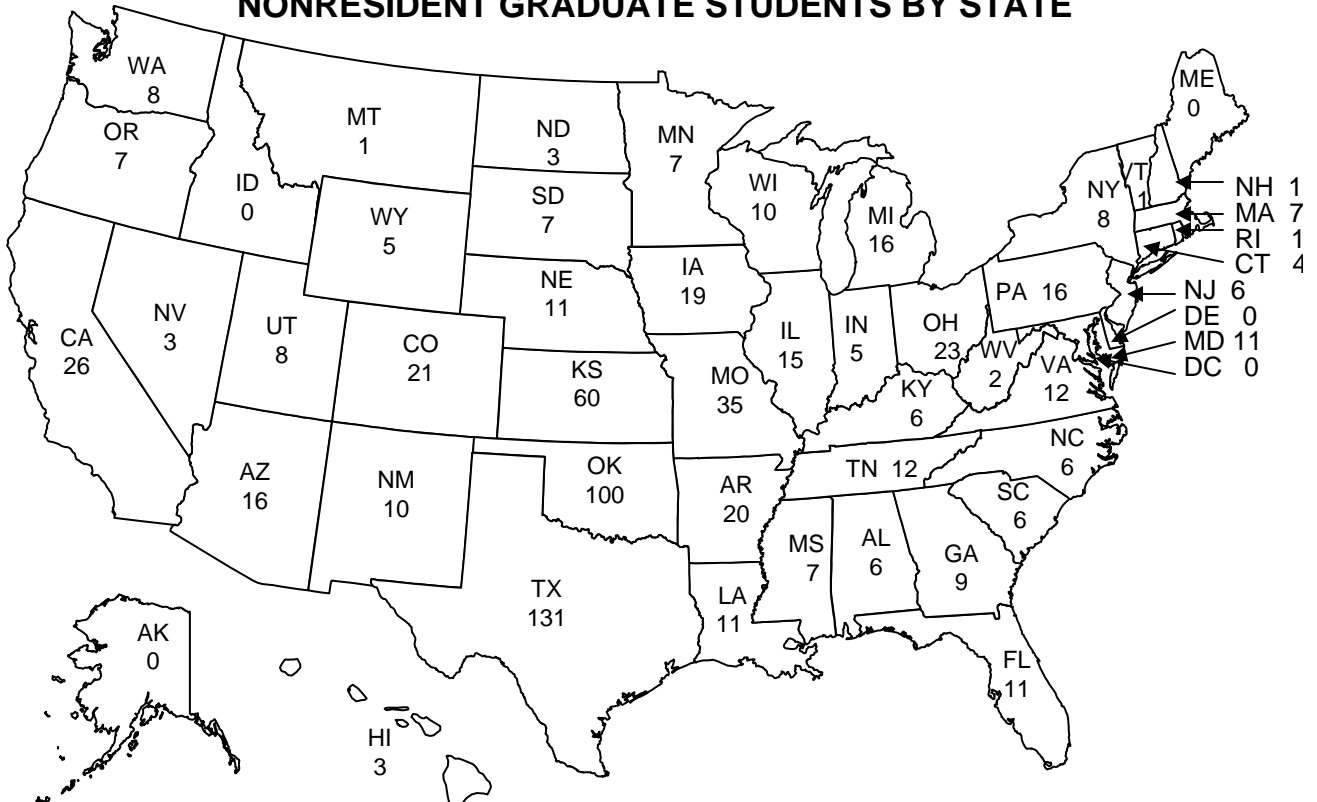 NONRESIDENT GRADUATE STUDENTS BY STATE
WA
8
OR
7
ID
0
MT
1
ND
3
MN
7
SD
7
WY
5
WI
10
MI
16
NY
8
VT
1
ME
0
NH 1
MA 7
RI 1
CT 4
NJ 6
DE 0
MD 11
DC 0
PA 16
CA
26
NV
3
UT
8
CO
21
NE
11
IA
19
IL
15
IN
5
OH
23
WV
2
VA
12
KS
60
MO
35
KY
6
NC
6
TN 12
SC
6
AZ
16
NM
10
OK
100
AR
20
MS
7
AL
6
GA
9
TX
131
LA
11
FL
11
AK
0
HI
3